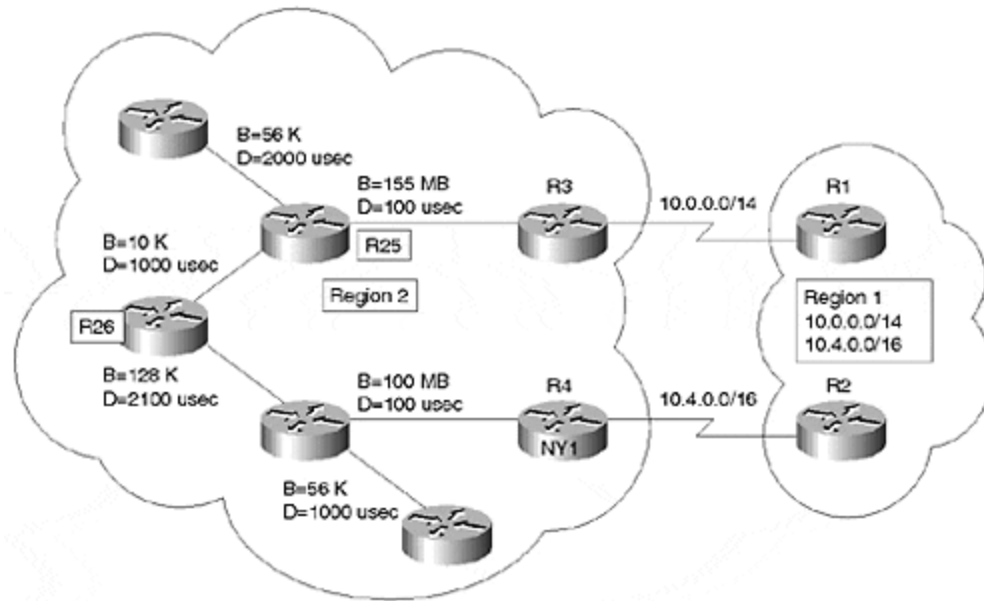 B=56 K
D=2000 usec
B=155 MB
D=100 usec
R3
10.0.0.0/14
R1
B=10 K
D=1000 usec
R25
Region 2
Region 1
10.0.0.0/14
10.4.0.0/16
R26
B=128 K
D=2100 usec
B=100 MB
D=100 usec
R4
NY1
10.4.0.0/16
R2
B=56 K
D=1000 usec